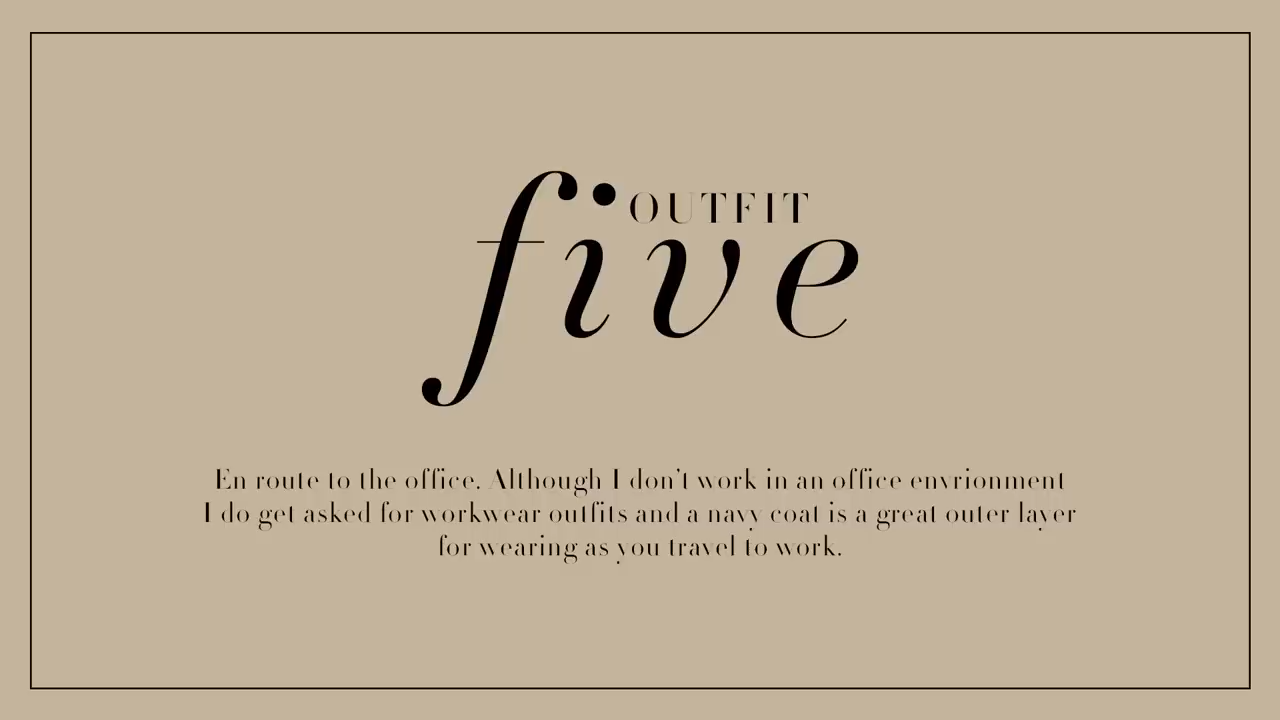 OUTFIT
five
En route to the office. Although I don't work in an office envrionment
I do get asked for workwear outfits and a navy coat is a great outer layer
for wearing as you travel to work.